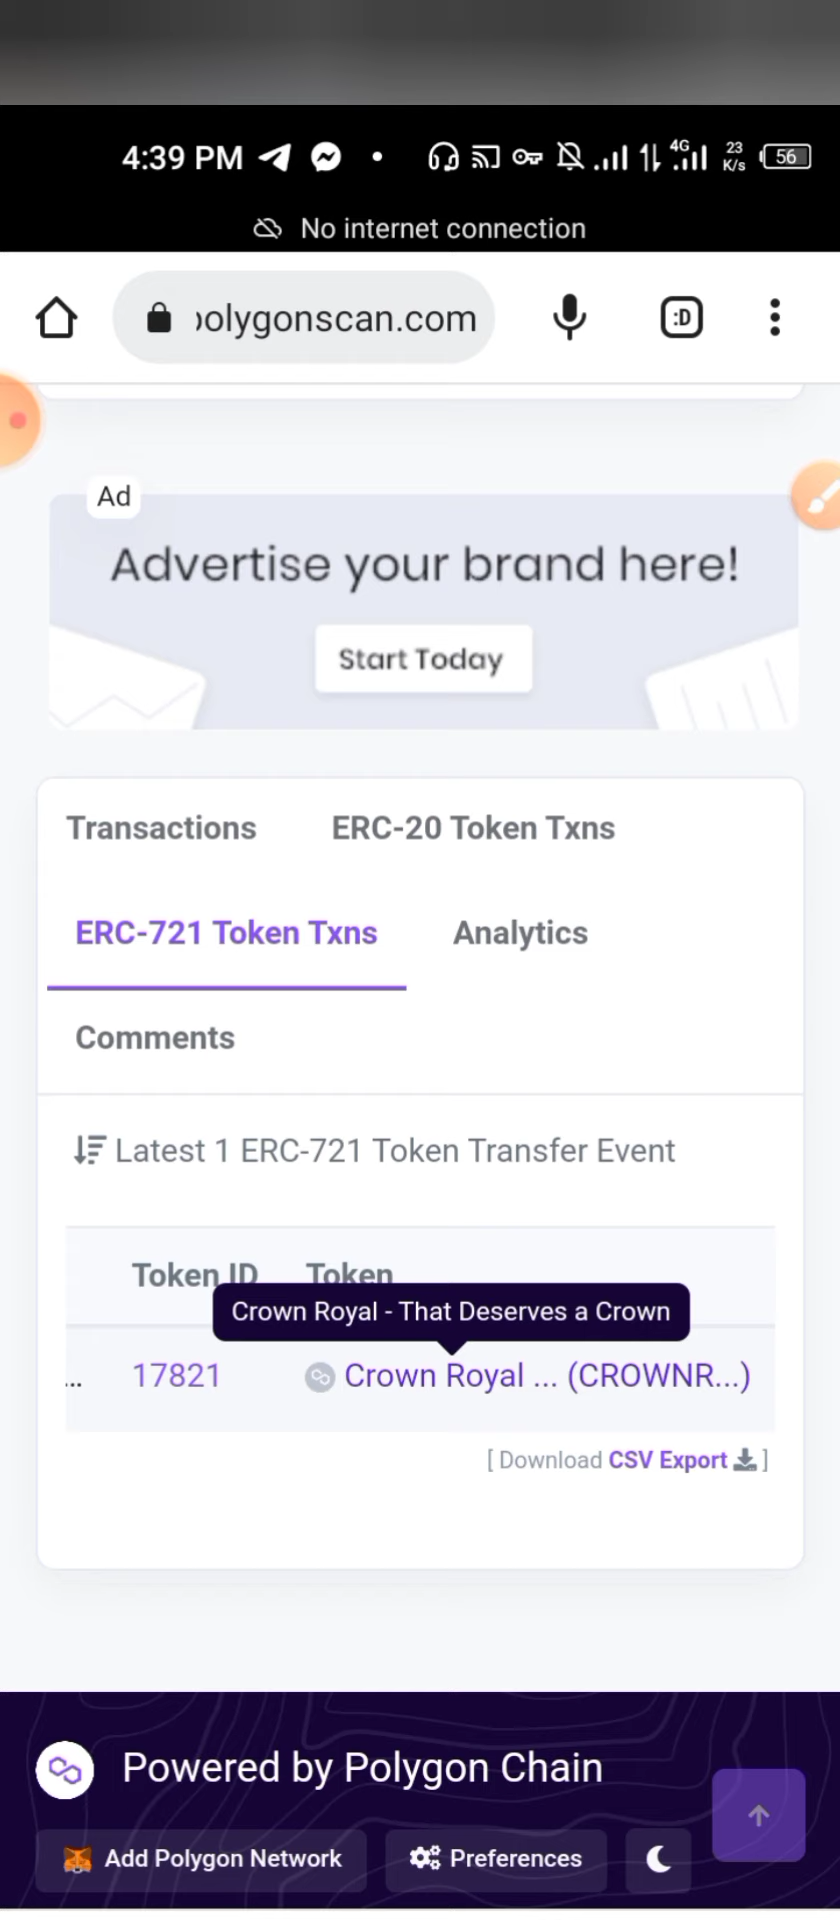 4:39 PM
4G
23
K/s
56
No internet connection
polygonscan.com
:D
Ad
Advertise your brand here!
Start Today
Transactions ERC-20 Token Txns
ERC-721 Token Txns Analytics
Comments
Latest 1 ERC-721 Token Transfer Event
Token ID Token
Crown Royal - That Deserves a Crown
... 17821 Crown Royal ... (CROWNR...)
[ Download CSV Export ]
Powered by Polygon Chain
Add Polygon Network Preferences